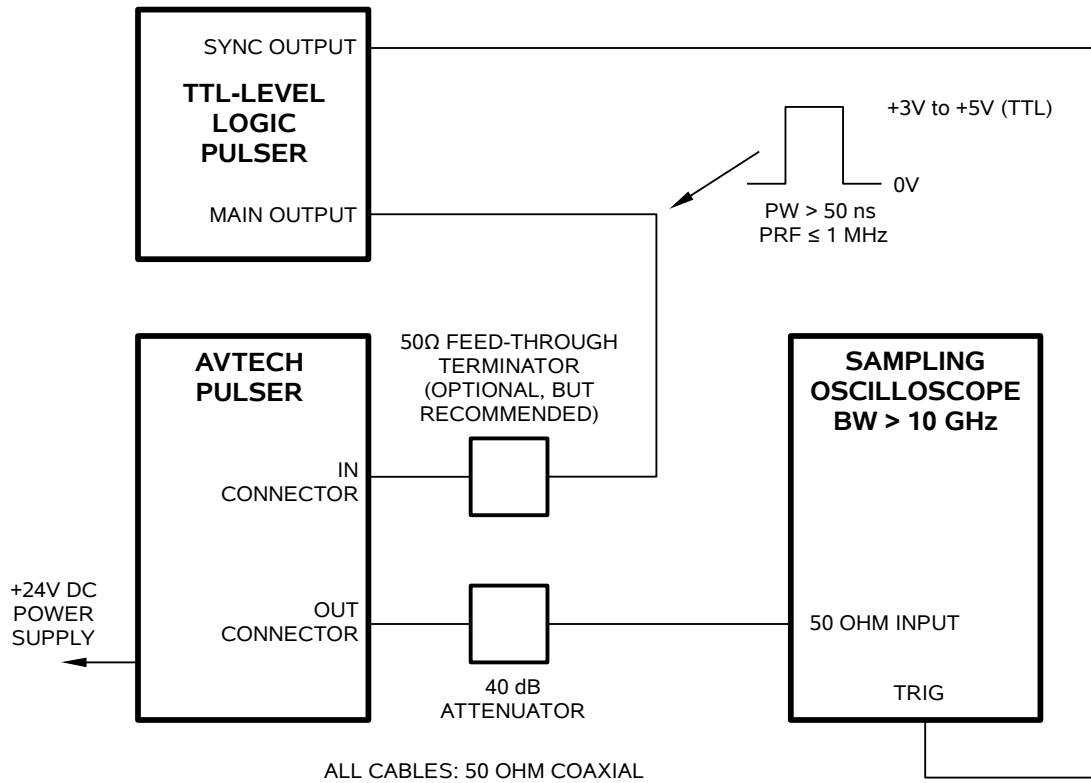 SYNC OUTPUT
TTL-LEVEL
LOGIC
PULSER
MAIN OUTPUT
+3V to +5V (TTL)
0V
PW > 50 ns
PRF ≤ 1 MHz
AVTECH
PULSER
50Ω FEED-THROUGH
TERMINATOR
(OPTIONAL, BUT
RECOMMENDED)
SAMPLING
OSCILLOSCOPE
BW > 10 GHz
IN
CONNECTOR
+24V DC
POWER
SUPPLY
OUT
CONNECTOR
50 OHM INPUT
40 dB
ATTENUATOR
TRIG
ALL CABLES: 50 OHM COAXIAL